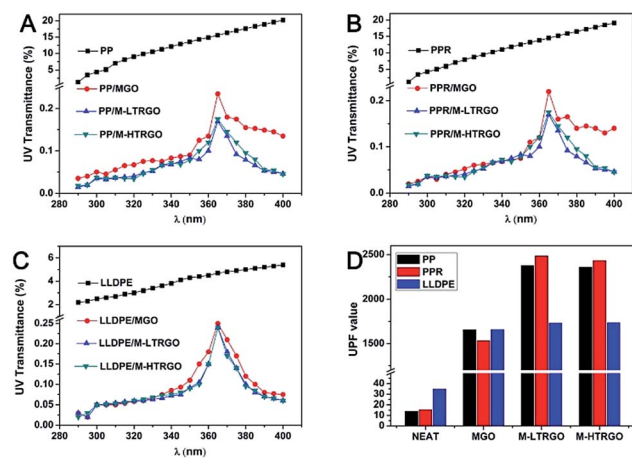 A
UV Transmittance (%)
20
15
10
5
0.2
0.1
0.0
PP
PP/MGO
PP/M-LTRGO
PP/M-HTRGO
300
320
340
360
380
400
λ (nm)
B
UV Transmittance (%)
20
15
10
5
0.2
0.1
0.0
PPR
PPR/MGO
PPR/M-LTRGO
PPR/M-HTRGO
300
320
340
360
380
400
λ (nm)
C
UV Transmittance (%)
6
4
2
0.25
0.20
0.15
0.10
0.05
0.00
LLDPE
LLDPE/MGO
LLDPE/M-LTRGO
LLDPE/M-HTRGO
300
320
340
360
380
400
λ (nm)
D
UPF value
2500
2000
1500
40
30
20
10
0
PP
PPR
LLDPE
NEAT
MGO
M-LTRGO
M-HTRGO